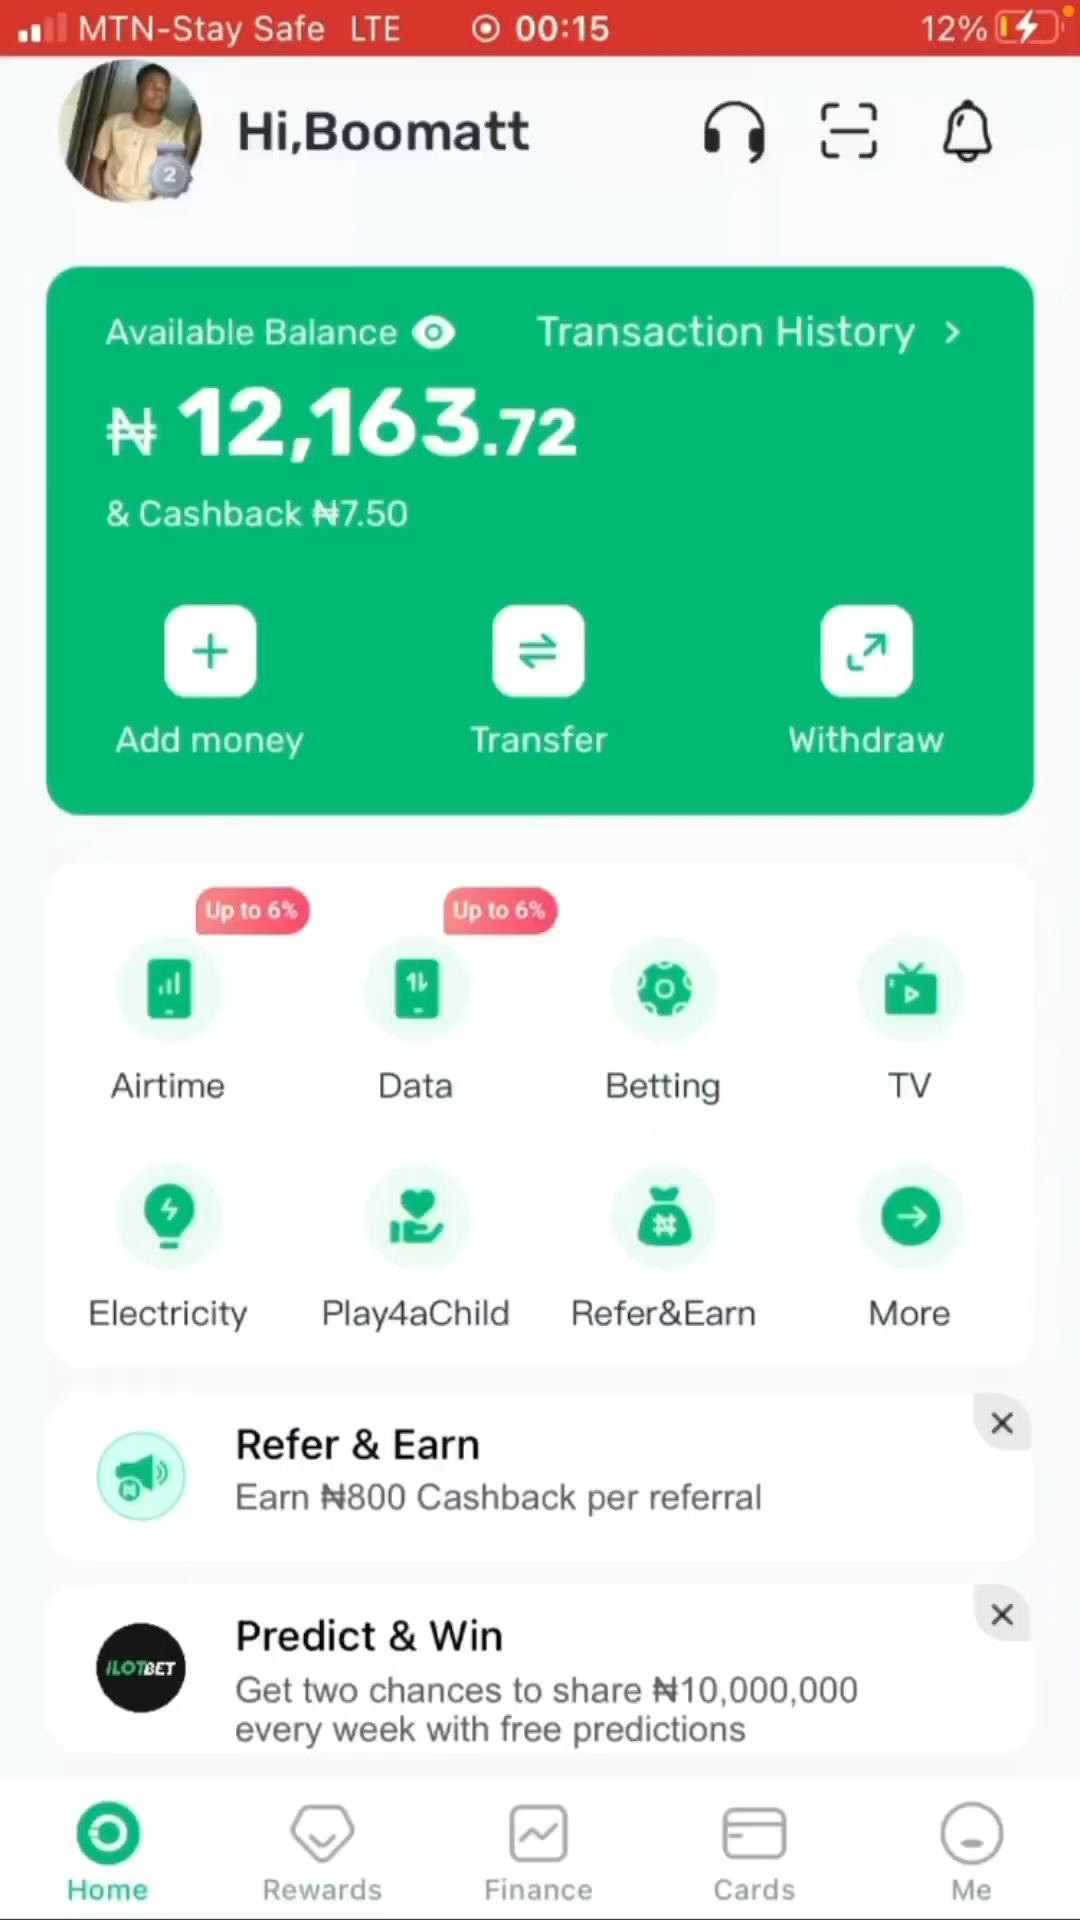 MTN-Stay Safe LTE 00:15 12%
2
Hi,Boomatt
Available Balance Transaction History >
₦ 12,163.72
& Cashback ₦7.50
Add money Transfer Withdraw
Up to 6% Up to 6%
Airtime Data Betting TV
Electricity Play4aChild Refer&Earn More
Refer & Earn
Earn ₦800 Cashback per referral
Predict & Win
iLOTBET
Get two chances to share ₦10,000,000
every week with free predictions
Home Rewards Finance Cards Me